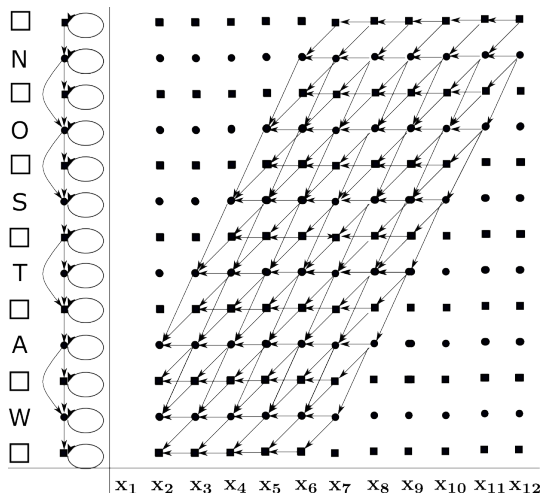 □
N
□
O
□
S
□
T
□
A
□
W
□
x₁ x₂ x₃ x₄ x₅ x₆ x₇ x₈ x₉ x₁₀ x₁₁ x₁₂